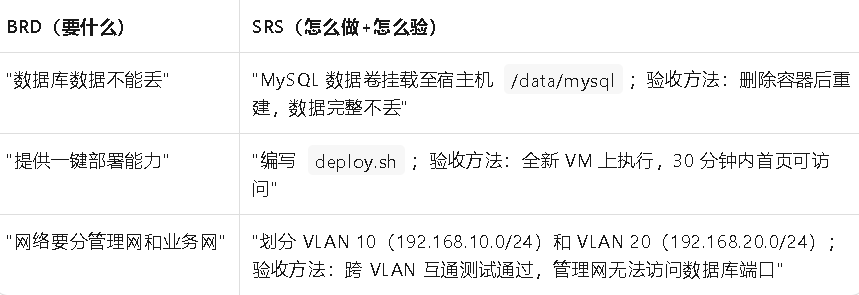 BRD（要什么） SRS（怎么做+怎么验）
"数据库数据不能丢" "MySQL 数据卷挂载至宿主机 /data/mysql ；验收方法：删除容器后重
建，数据完整不丢"
"提供一键部署能力" "编写 deploy.sh ；验收方法：全新 VM 上执行，30 分钟内首页可访
问"
"网络要分管理网和业务网" "划分 VLAN 10（192.168.10.0/24）和 VLAN 20（192.168.20.0/24）；
验收方法：跨 VLAN 互通测试通过，管理网无法访问数据库端口"